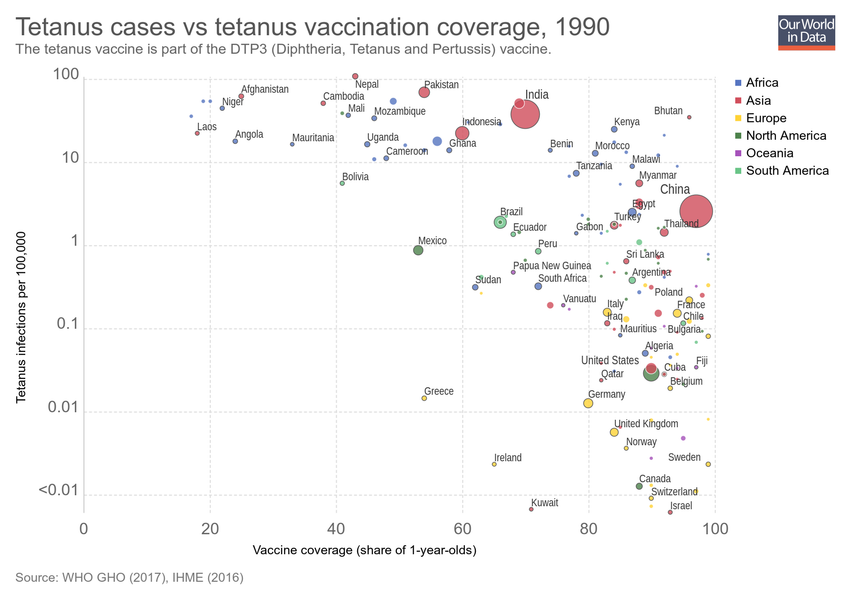 Tetanus cases vs tetanus vaccination coverage, 1990
The tetanus vaccine is part of the DTP3 (Diphtheria, Tetanus and Pertussis) vaccine.
Our World
in Data
Tetanus infections per 100,000
100
10
1
0.1
0.01
<0.01
0
20
40
60
80
100
Vaccine coverage (share of 1-year-olds)
Africa
Asia
Europe
North America
Oceania
South America
Nepal
Afghanistan
Pakistan
India
Niger
Cambodia
Mali
Mozambique
Bhutan
Laos
Indonesia
Kenya
Angola
Mauritania
Uganda
Ghana
Benin
Morocco
Cameroon
Tanzania
Malawi
Bolivia
Myanmar
China
Brazil
Egypt
Ecuador
Gabon
Turkey
Thailand
Mexico
Peru
Sri Lanka
Papua New Guinea
Sudan
South Africa
Argentina
Vanuatu
Poland
Italy
France
Iraq
Chile
Mauritius
Bulgaria
Algeria
United States
Cuba
Fiji
Qatar
Belgium
Greece
Germany
United Kingdom
Norway
Ireland
Sweden
Canada
Switzerland
Kuwait
Israel
Source: WHO GHO (2017), IHME (2016)